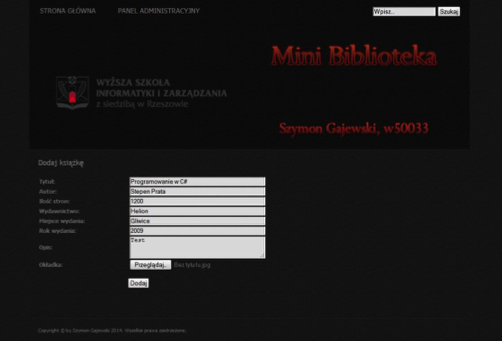 STRONA GŁÓWNA PANEL ADMINISTRACYJNY Wpisz.. Szukaj
Mini Biblioteka
WYŻSZA SZKOŁA
INFORMATYKI i ZARZĄDZANIA
z siedzibą w Rzeszowie
Szymon Gajewski, w50033
Dodaj książkę
Tytuł: Programowanie w C#
Autor: Stepen Prata
Ilość stron: 1200
Wydawnictwo: Helion
Miejsce wydania: Gliwice
Rok wydania: 2009
Opis: Test
Okładka: Przeglądaj.. Bez tytułu.jpg
Dodaj
Copyright © by Szymon Gajewski 2014. Wszelkie prawa zastrzeżone.